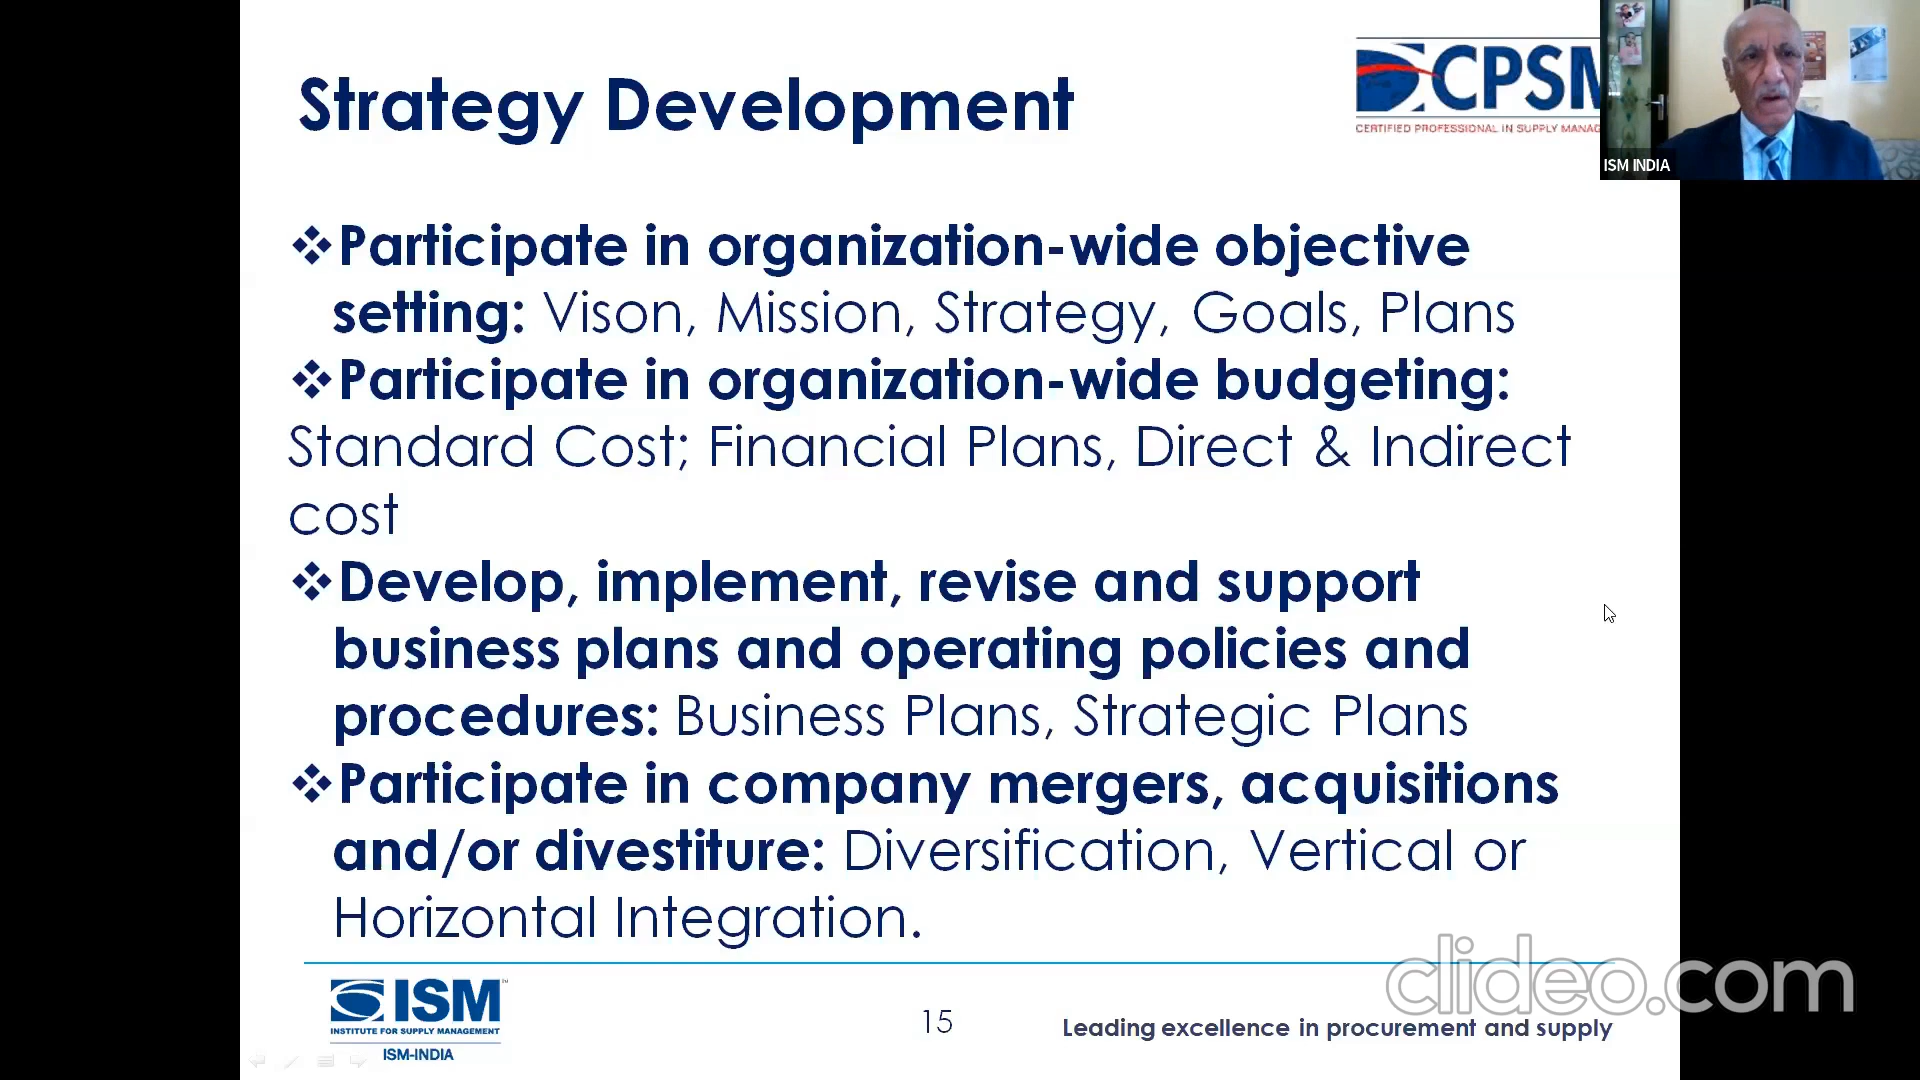 Strategy Development
CPSM
CERTIFIED PROFESSIONAL IN SUPPLY
ISM INDIA
❖Participate in organization-wide objective
setting: Vison, Mission, Strategy, Goals, Plans
❖Participate in organization-wide budgeting:
Standard Cost; Financial Plans, Direct & Indirect
cost
❖Develop, implement, revise and support
business plans and operating policies and
procedures: Business Plans, Strategic Plans
❖Participate in company mergers, acquisitions
and/or divestiture: Diversification, Vertical or
Horizontal Integration.
clideo.com
ISM
INSTITUTE FOR SUPPLY MANAGEMENT
ISM-INDIA
15
Leading excellence in procurement and supply